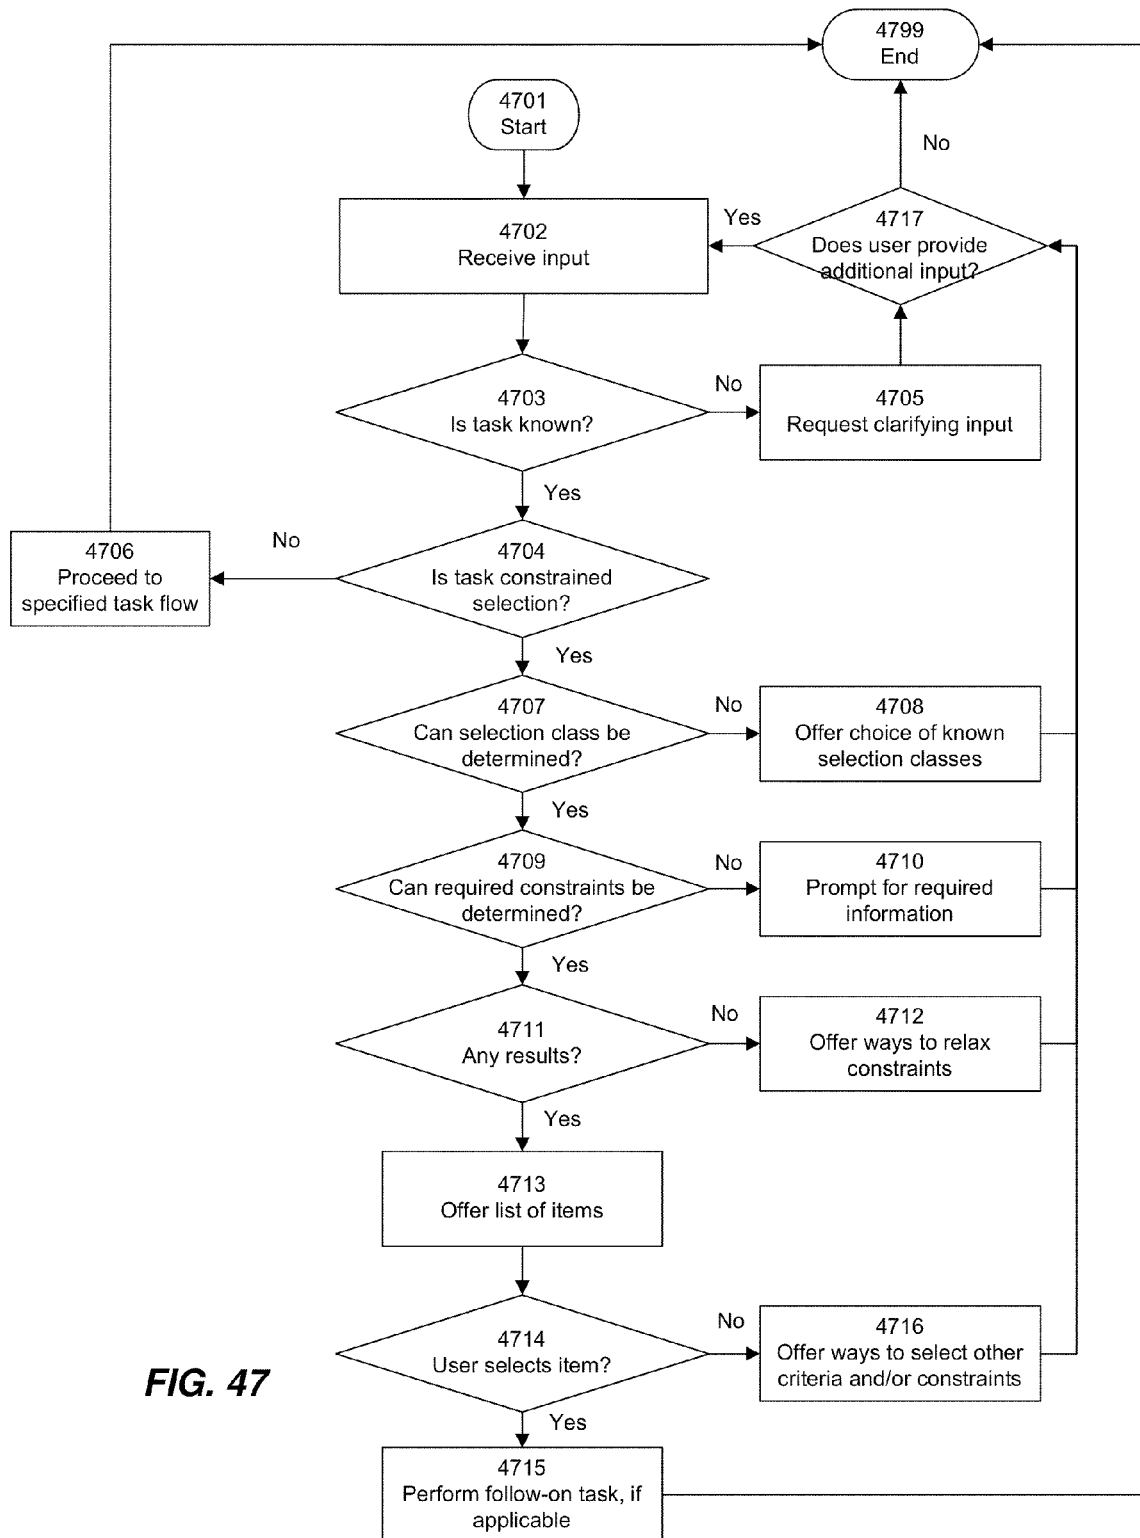 4799
End
4701
Start
No
4702
Receive input
Yes
4717
Does user provide
additional input?
4703
Is task known?
No
4705
Request clarifying input
Yes
4706
Proceed to
specified task flow
No
4704
Is task constrained
selection?
Yes
4707
Can selection class be
determined?
No
4708
Offer choice of known
selection classes
Yes
4709
Can required constraints be
determined?
No
4710
Prompt for required
information
Yes
4711
Any results?
No
4712
Offer ways to relax
constraints
Yes
4713
Offer list of items
4714
User selects item?
No
4716
Offer ways to select other
criteria and/or constraints
FIG. 47
Yes
4715
Perform follow-on task, if
applicable